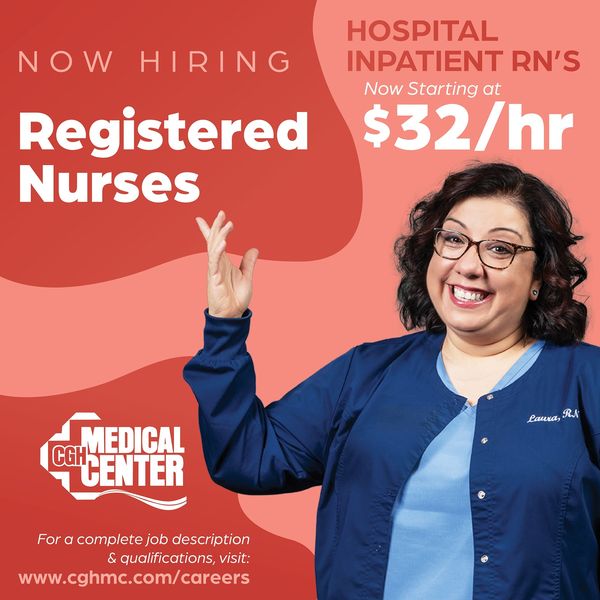 NOW HIRING
Registered
Nurses
HOSPITAL
INPATIENT RN'S
Now Starting at
$32/hr
Laura, RN
CGH MEDICAL
CENTER
For a complete job description
& qualifications, visit:
www.cghmc.com/careers